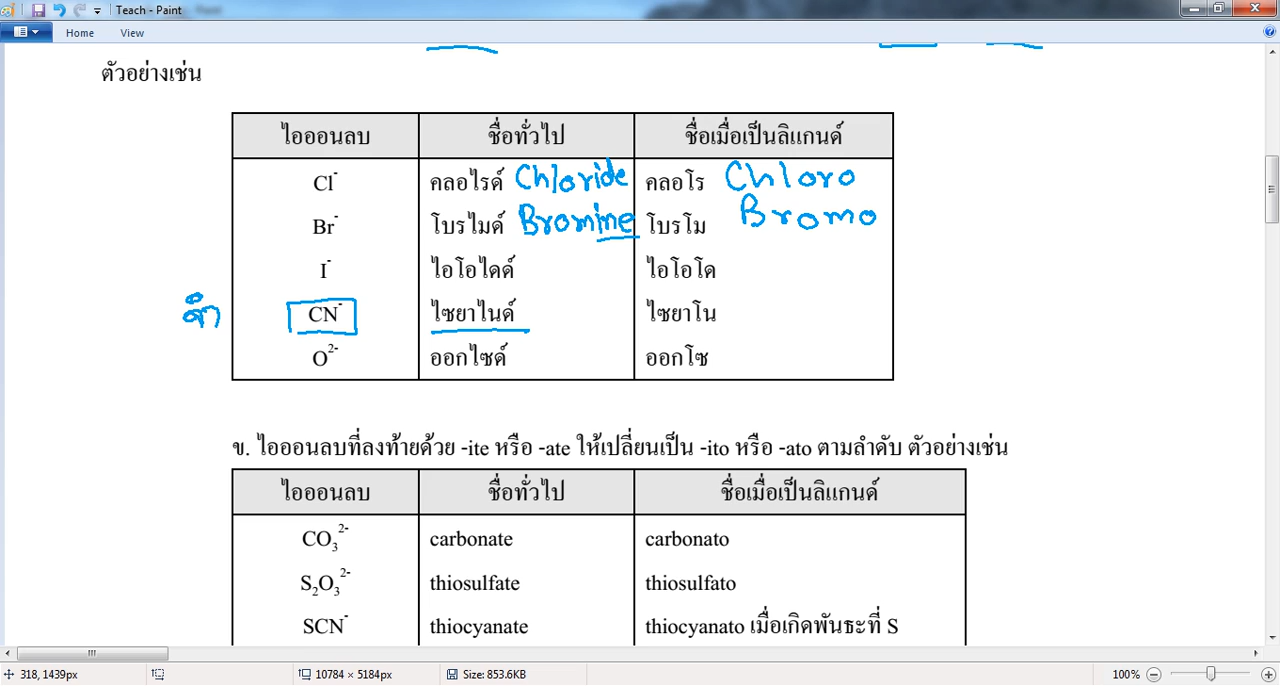 Teach - Paint
Home View
ตัวอย่างเช่น
ไอออนลบ ชื่อทั่วไป ชื่อเมื่อเป็นลิแกนด์
Cl⁻ คลอไรด์ Chloride คลอโร Chloro
Br⁻ โบรไมด์ Bromine โบรโม Bromo
I⁻ ไอโอไดด์ ไอโอโด
จำ CN⁻ ไซยาไนด์ ไซยาโน
O²⁻ ออกไซด์ ออกโซ
ข. ไอออนลบที่ลงท้ายด้วย -ite หรือ -ate ให้เปลี่ยนเป็น -ito หรือ -ato ตามลำดับ ตัวอย่างเช่น
ไอออนลบ ชื่อทั่วไป ชื่อเมื่อเป็นลิแกนด์
CO₃²⁻ carbonate carbonato
S₂O₃²⁻ thiosulfate thiosulfato
SCN⁻ thiocyanate thiocyanato เมื่อเกิดพันธะที่ S
318, 1439px 10784 × 5184px Size: 853.6KB 100%